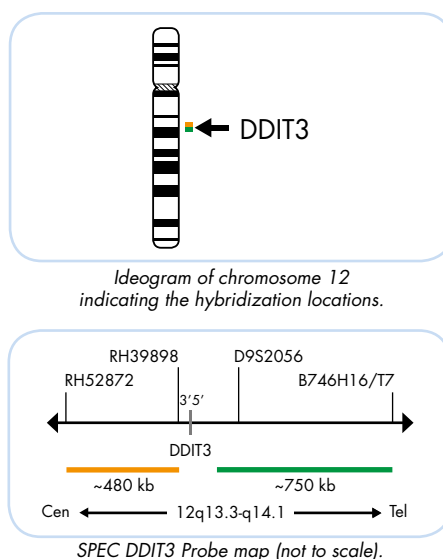 DDIT3
Ideogram of chromosome 12
indicating the hybridization locations.
RH39898 D9S2056
RH52872 B746H16/T7
3'5'
DDIT3
~480 kb ~750 kb
Cen 12q13.3-q14.1 Tel
SPEC DDIT3 Probe map (not to scale).